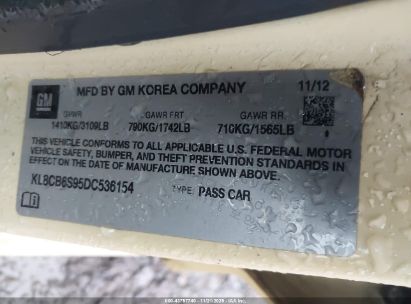 MFD BY GM KOREA COMPANY 11/12
GM
GVWR GAWR FRT GAWR RR
1410KG/3109LB 790KG/1742LB 710KG/1565LB
THIS VEHICLE CONFORMS TO ALL APPLICABLE U.S. FEDERAL MOTOR
VEHICLE SAFETY, BUMPER, AND THEFT PREVENTION STANDARDS IN
EFFECT ON THE DATE OF MANUFACTURE SHOWN ABOVE.
KL8CB6S95DC536154 TYPE: PASS CAR